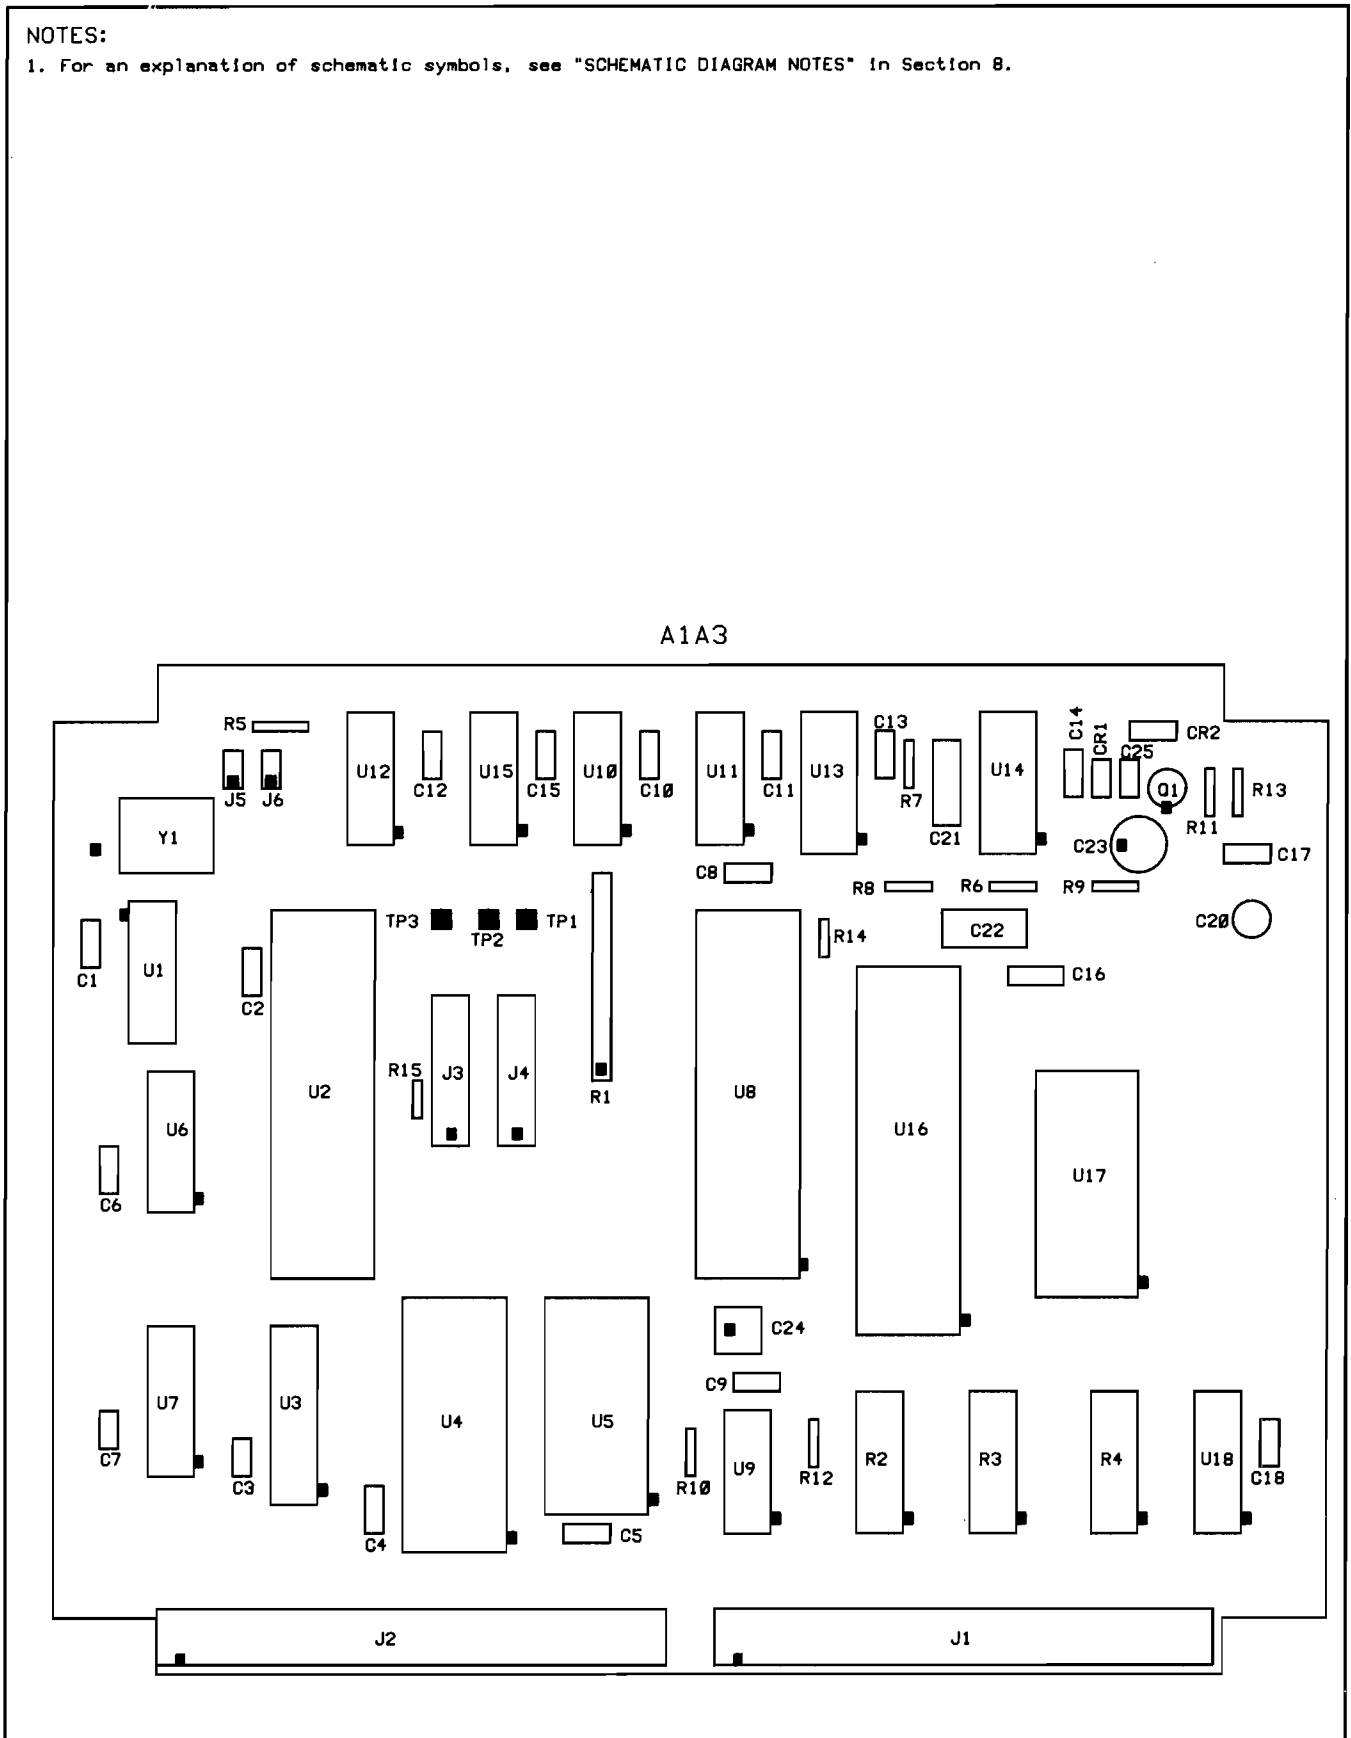 NOTES:
1. For an explanation of schematic symbols, see "SCHEMATIC DIAGRAM NOTES" in Section 8.
A1A3
R5
J5
J6
U12
C12
U15
C15
U10
C10
U11
C11
U13
C13
R7
C21
U14
C14
CR1
C25
CR2
Q1
R11
R13
C23
C17
Y1
C8
R8
R6
R9
C20
TP3
TP2
TP1
R14
C22
C16
C1
U1
C2
U2
R15
J3
J4
R1
U8
U16
U17
U6
C6
C24
C9
U7
C7
U3
C3
U4
C4
U5
C5
R10
U9
R12
R2
R3
R4
U18
C18
J2
J1